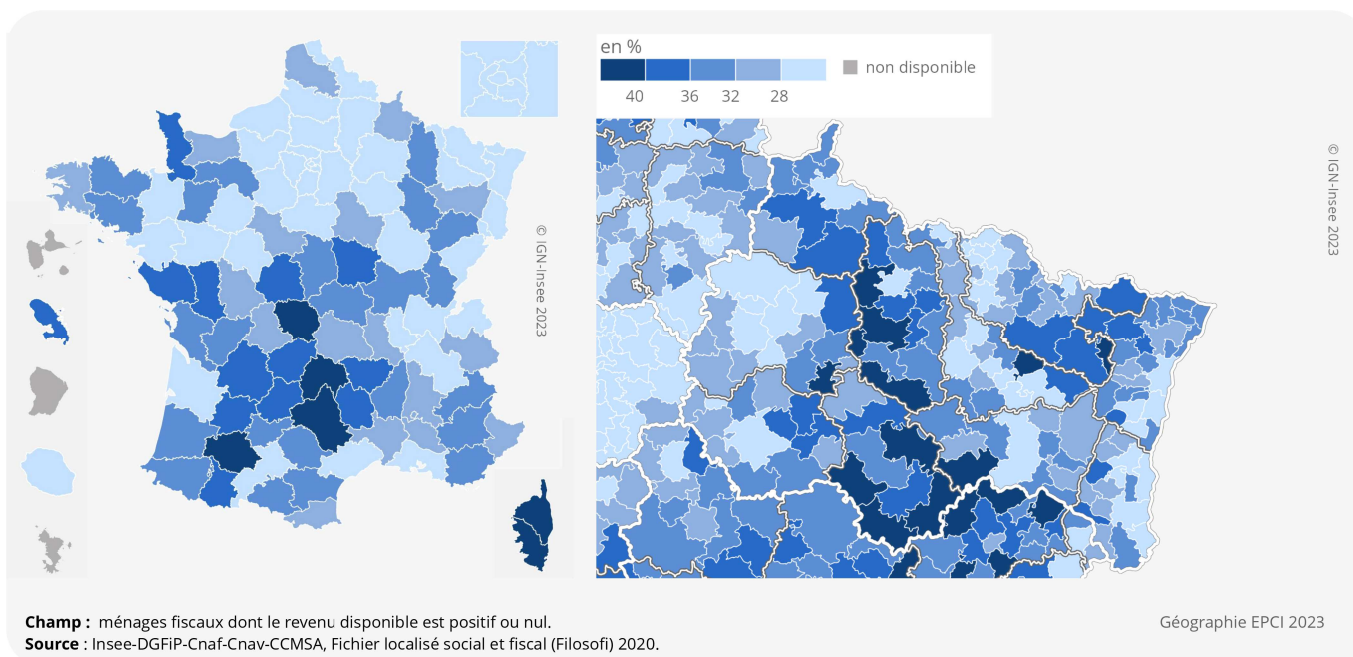 en %
non disponible
40 36 32 28
© IGN-Insee 2023
© IGN-Insee 2023
Champ : ménages fiscaux dont le revenu disponible est positif ou nul.
Géographie EPCI 2023
Source : Insee-DGFiP-Cnaf-Cnav-CCMSA, Fichier localisé social et fiscal (Filosofi) 2020.